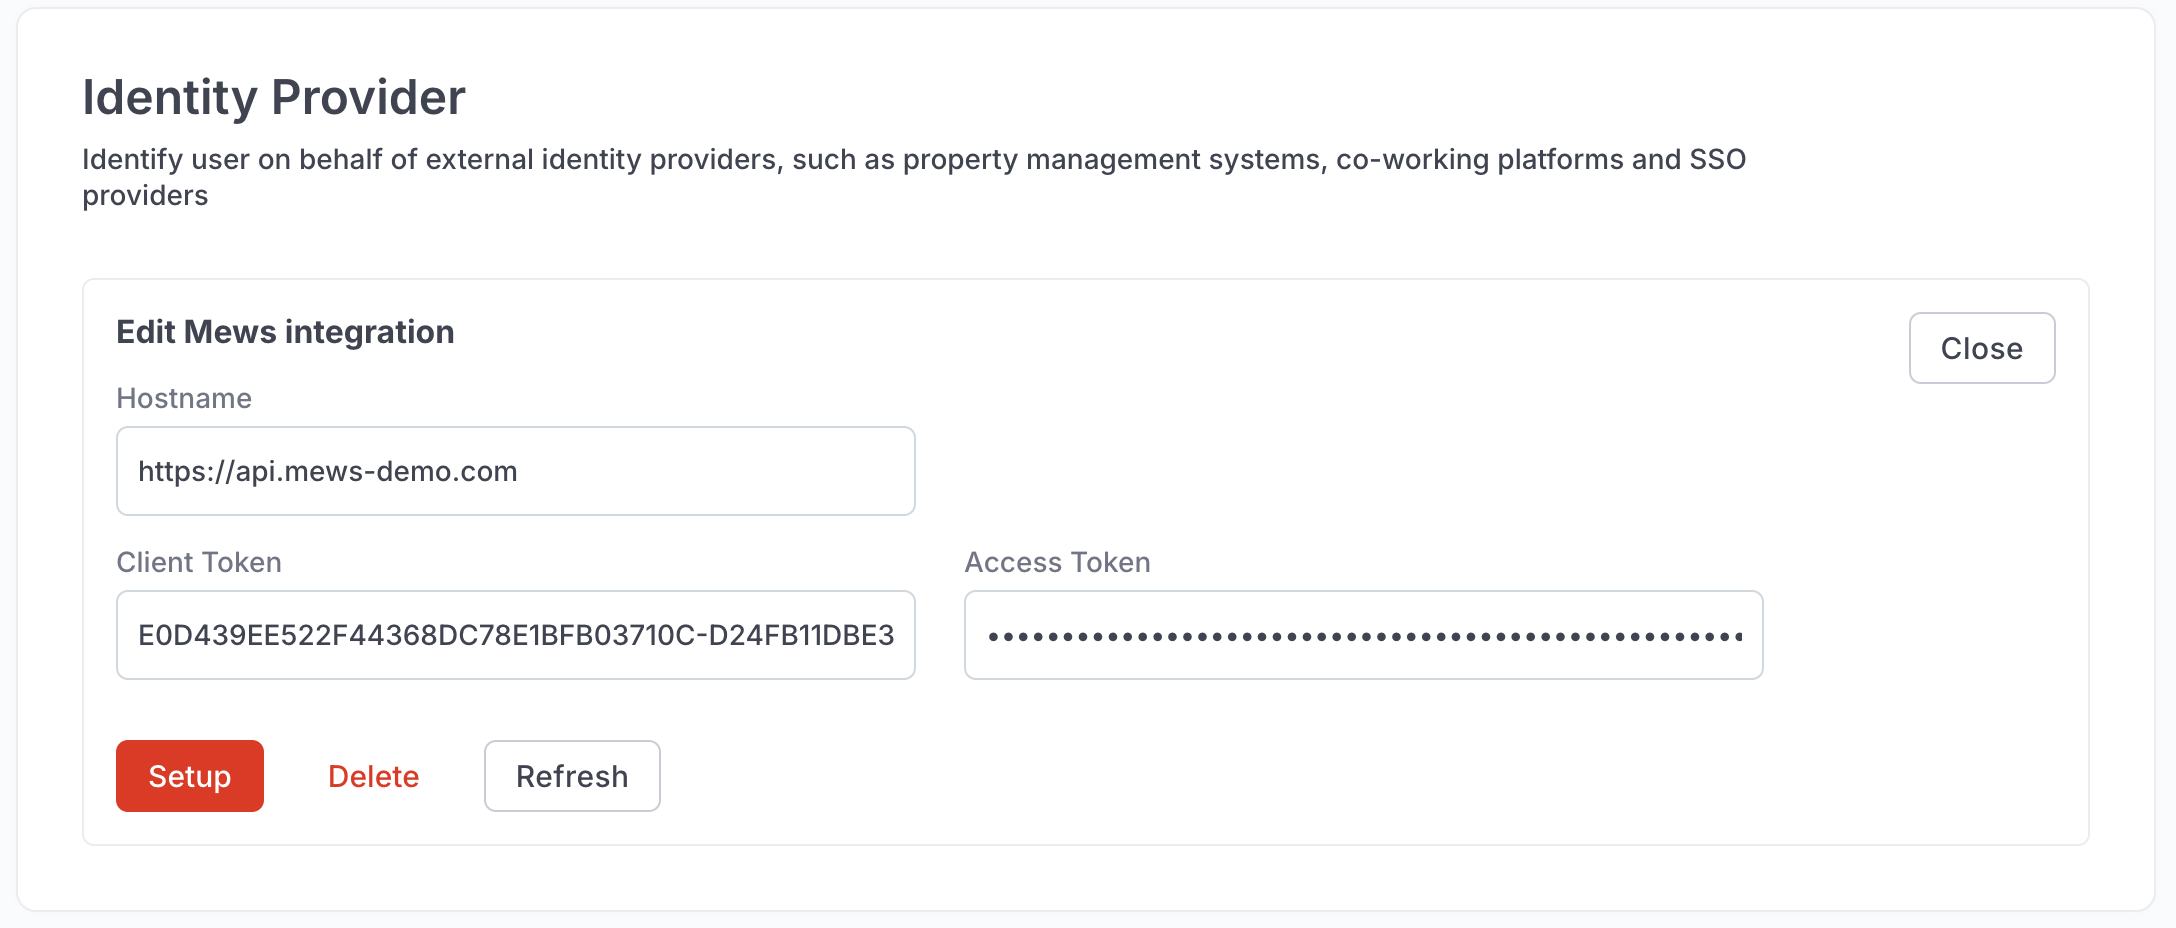 Identity Provider
Identify user on behalf of external identity providers, such as property management systems, co-working platforms and SSO
providers
Edit Mews integration
Close
Hostname
https://api.mews-demo.com
Client Token
Access Token
E0D439EE522F44368DC78E1BFB03710C-D24FB11DBE3
•••••••••••••••••••••••••••••••••••••••••••••••••••
Setup
Delete
Refresh